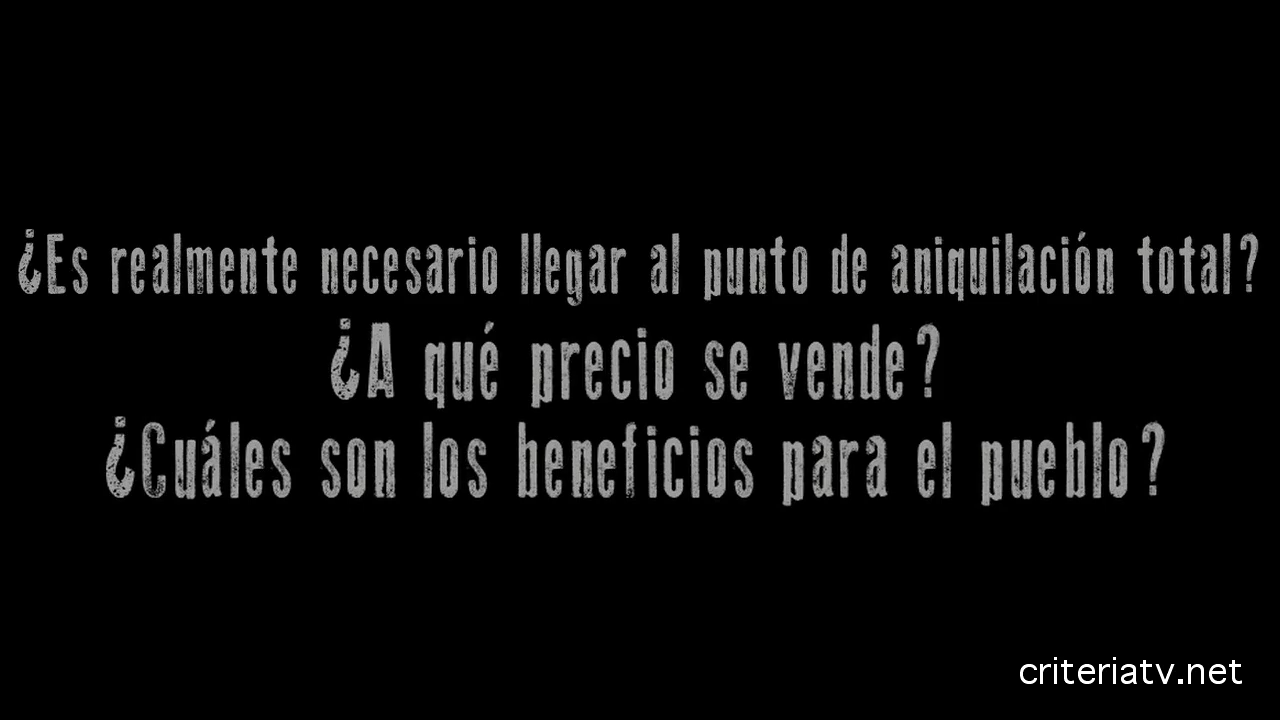 ¿Es realmente necesario llegar al punto de aniquilación total?
¿A qué precio se vende?
¿Cuáles son los beneficios para el pueblo?
criteriatv.net